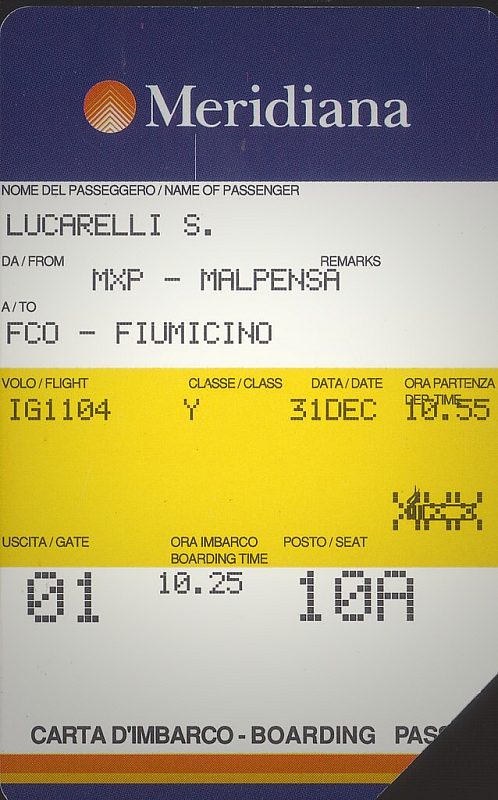 Meridiana
NOME DEL PASSEGGERO / NAME OF PASSENGER
LUCARELLI S.
DA / FROM REMARKS
MXP - MALPENSA
A / TO
FCO - FIUMICINO
VOLO / FLIGHT CLASSE / CLASS DATA / DATE ORA PARTENZA
DEP. TIME
IG1104 Y 31DEC 10.55
USCITA / GATE ORA IMBARCO POSTO / SEAT
BOARDING TIME
01 10.25 10A
CARTA D'IMBARCO - BOARDING PASS